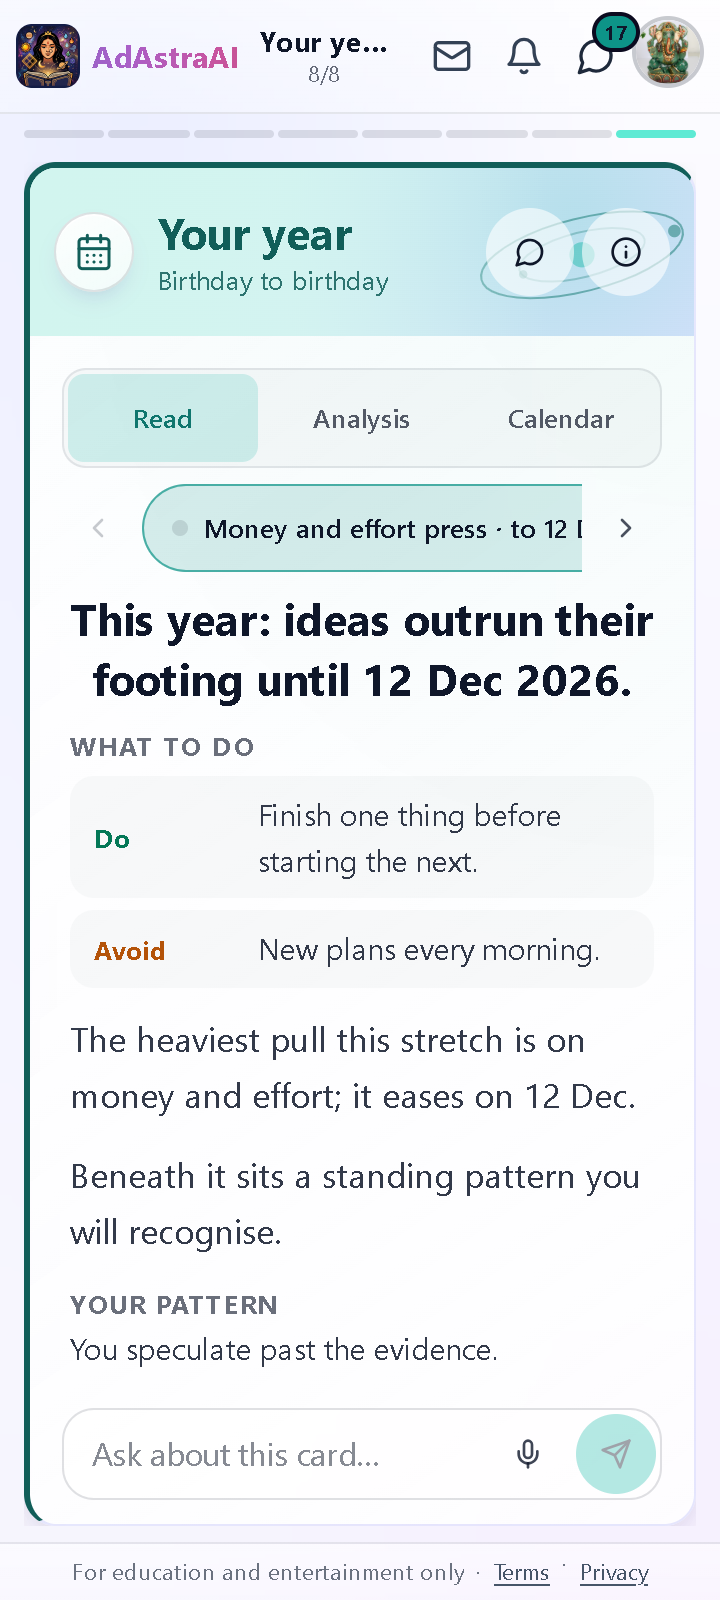 AdAstraAI
Your ye...
8/8
17
Your year
Birthday to birthday
Read
Analysis
Calendar
Money and effort press · to 12
This year: ideas outrun their
footing until 12 Dec 2026.
WHAT TO DO
Do
Finish one thing before
starting the next.
Avoid
New plans every morning.
The heaviest pull this stretch is on
money and effort; it eases on 12 Dec.
Beneath it sits a standing pattern you
will recognise.
YOUR PATTERN
You speculate past the evidence.
Ask about this card...
For education and entertainment only · Terms · Privacy